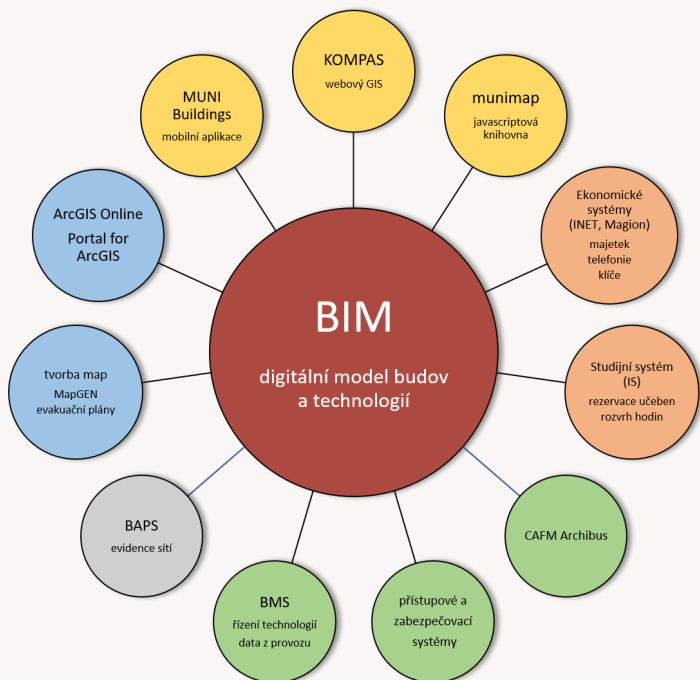 KOMPAS
webový GIS
MUNI
Buildings
mobilní aplikace
munimap
javascriptová
knihovna
ArcGIS Online
Portal for
ArcGIS
Ekonomické
systémy
(INET, Magion)
majetek
telefonie
klíče
BIM
digitální model budov
a technologií
tvorba map
MapGEN
evakuační plány
Studijní systém
(IS)
rezervace učeben
rozvrh hodin
BAPS
evidence sítí
CAFM Archibus
BMS
řízení technologií
data z provozu
přístupové a
zabezpečovací
systémy